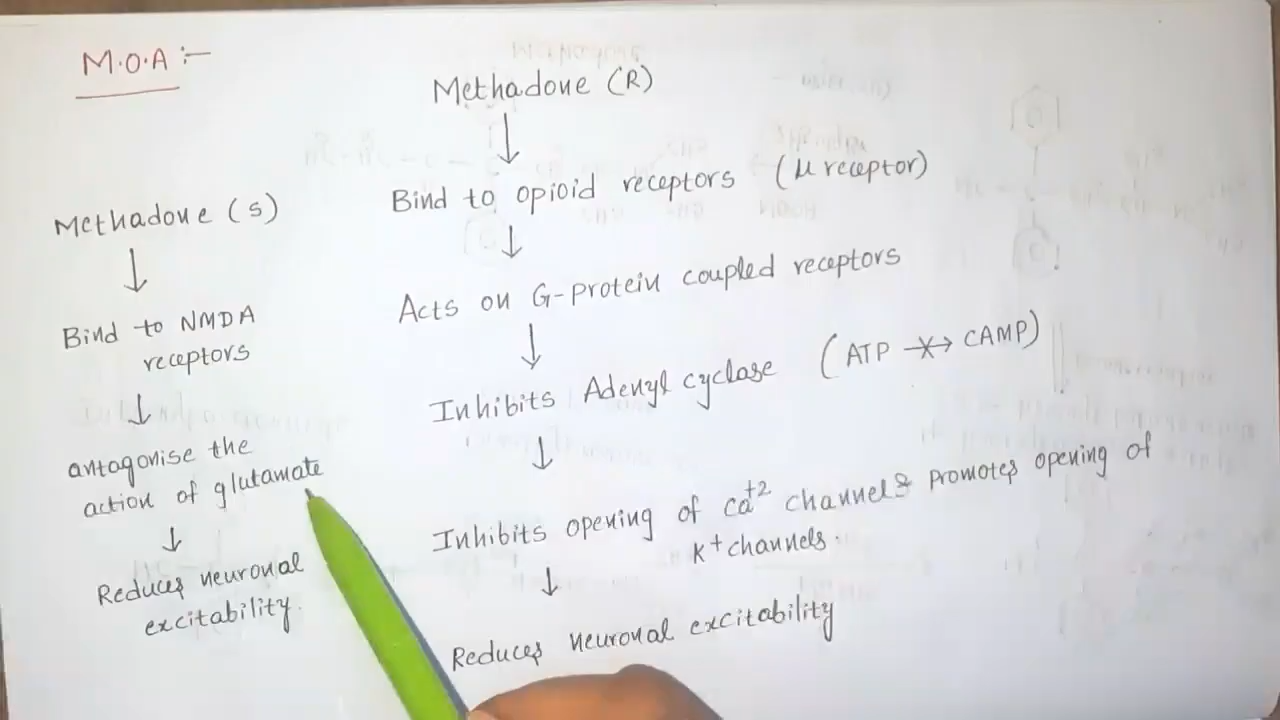 M.O.A :-
Methadone (R)
↓
Bind to opioid receptors (μ receptor)
↓
Acts on G-protein coupled receptors
↓
Inhibits Adenyl cyclase (ATP -X-> CAMP)
↓
Inhibits opening of Ca+2 channels & promotes opening of
K+ channels.
↓
Reduces neuronal excitability
Methadone (S)
↓
Bind to NMDA
receptors
↓
antagonise the
action of glutamate
↓
Reduces neuronal
excitability.